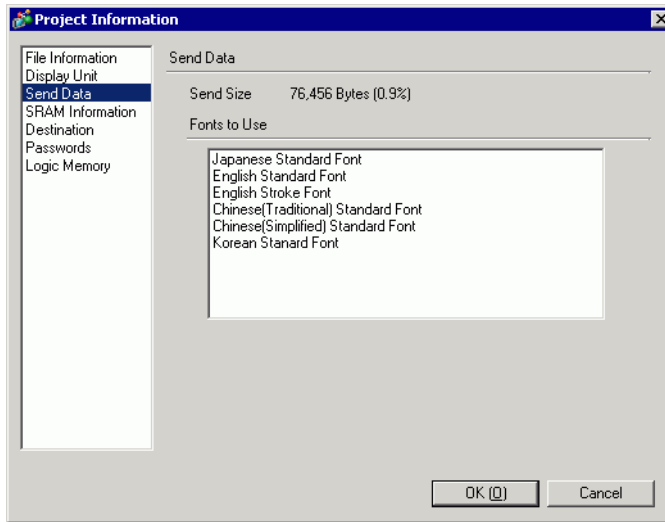 Project Information
File Information
Display Unit
Send Data
SRAM Information
Destination
Passwords
Logic Memory
Send Data
Send Size 76,456 Bytes (0.9%)
Fonts to Use
Japanese Standard Font
English Standard Font
English Stroke Font
Chinese(Traditional) Standard Font
Chinese(Simplified) Standard Font
Korean Stanard Font
OK (O) Cancel